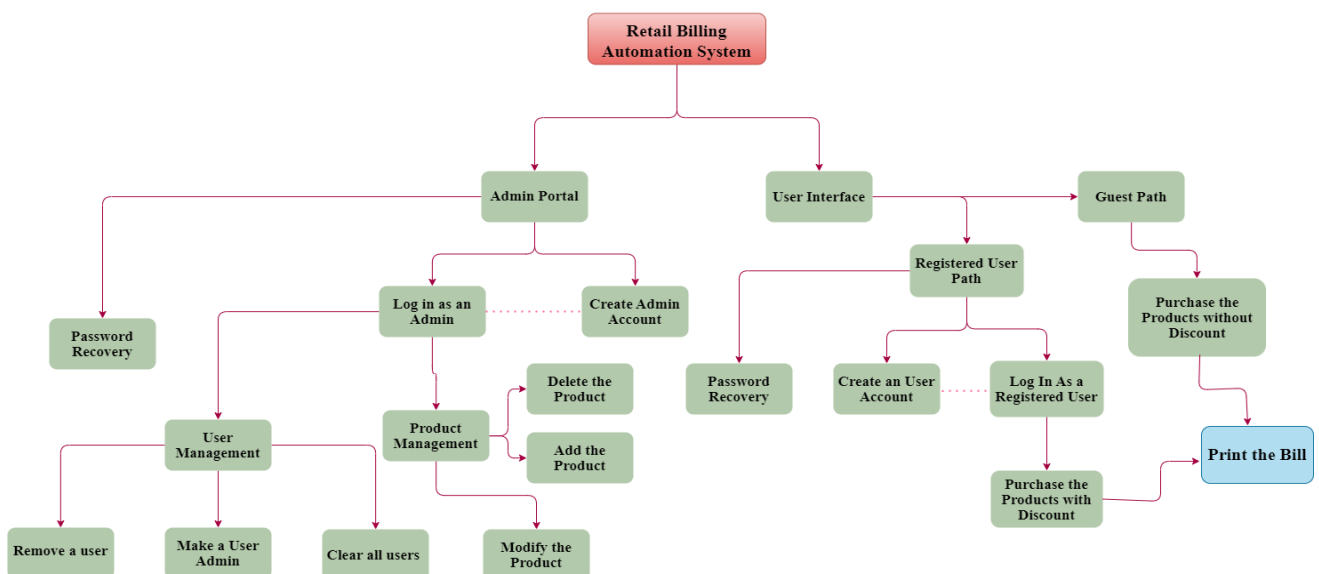 Retail Billing
Automation System
Admin Portal
User Interface
Guest Path
Registered User
Path
Log in as an
Admin
Create Admin
Account
Purchase the
Products without
Discount
Password
Recovery
Delete the
Product
Password
Recovery
Create an User
Account
Log In As a
Registered User
User
Management
Product
Management
Add the
Product
Print the Bill
Purchase the
Products with
Discount
Remove a user
Make a User
Admin
Clear all users
Modify the
Product